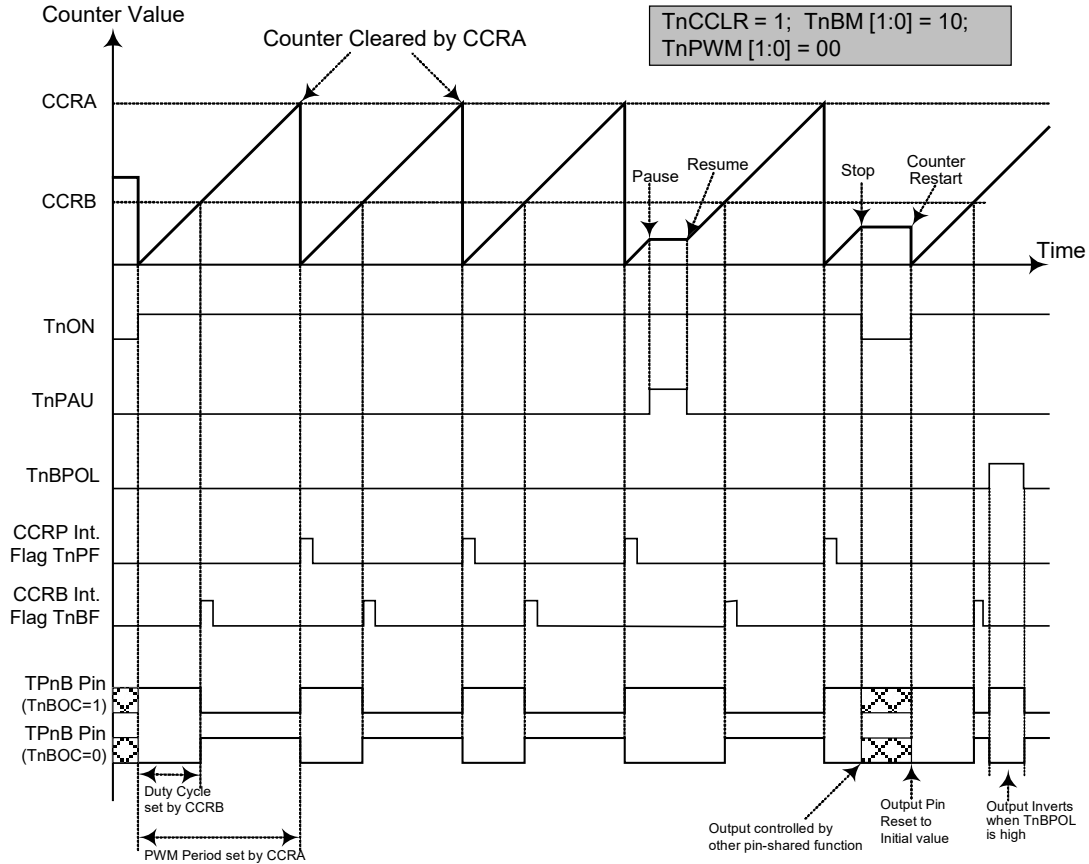 Counter Value
TnCCLR = 1; TnBM [1:0] = 10;
TnPWM [1:0] = 00
Counter Cleared by CCRA
CCRA
Pause
Resume
Stop
Counter
Restart
CCRB
Time
TnON
TnPAU
TnBPOL
CCRP Int.
Flag TnPF
CCRB Int.
Flag TnBF
TPnB Pin
(TnBOC=1)
TPnB Pin
(TnBOC=0)
Duty Cycle
set by CCRB
PWM Period set by CCRA
Output controlled by
other pin-shared function
Output Pin
Reset to
Initial value
Output Inverts
when TnBPOL
is high